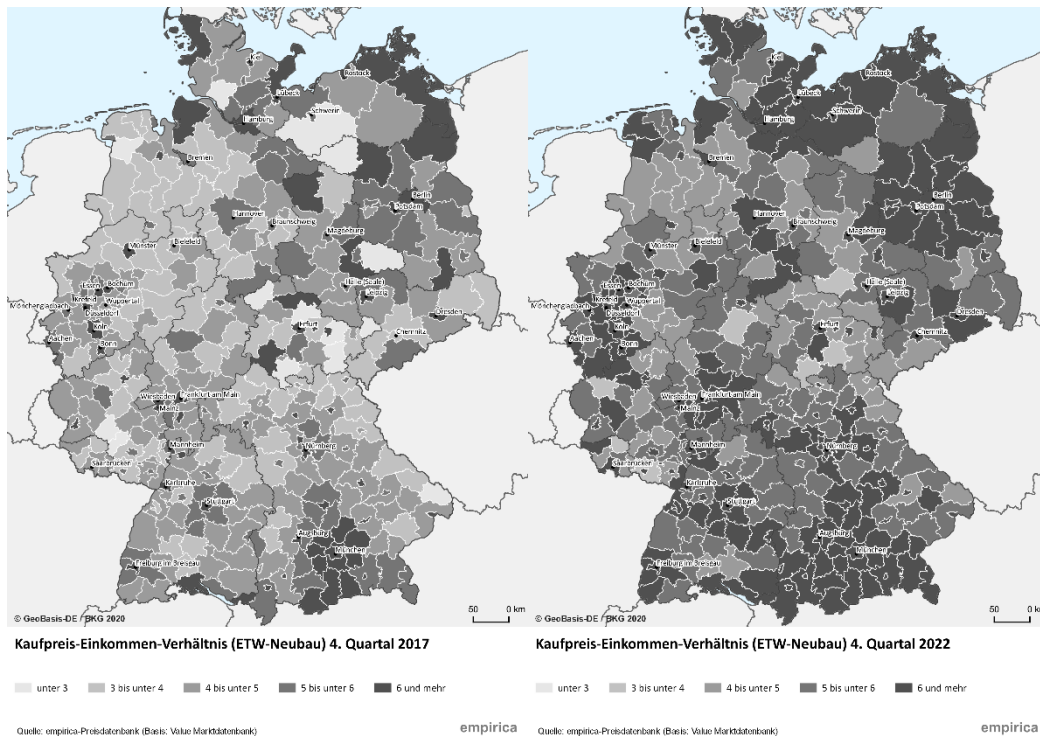 Kiel
Rostock
Lübeck
Schwerin
Hamburg
Bremen
Berlin
Potsdam
Hannover
Braunschweig
Magdeburg
Münster
Bielefeld
Essen
Bochum
Halle (Saale)
Leipzig
Krefeld
Wuppertal
Mönchengladbach
Düsseldorf
Köln
Dresden
Erfurt
Chemnitz
Aachen
Bonn
Wiesbaden
Frankfurt am Main
Mainz
Mannheim
Nürnberg
Saarbrücken
Karlsruhe
Stuttgart
Augsburg
München
Freiburg im Breisgau
50 0 km
© GeoBasis-DE / BKG 2020
Kaufpreis-Einkommen-Verhältnis (ETW-Neubau) 4. Quartal 2017
unter 3 3 bis unter 4 4 bis unter 5 5 bis unter 6 6 und mehr
Quelle: empirica-Preisdatenbank (Basis: Value Marktdatenbank) empirica
Kiel
Rostock
Lübeck
Schwerin
Hamburg
Bremen
Berlin
Potsdam
Hannover
Braunschweig
Magdeburg
Münster
Bielefeld
Essen
Bochum
Halle (Saale)
Leipzig
Krefeld
Wuppertal
Mönchengladbach
Düsseldorf
Köln
Dresden
Erfurt
Chemnitz
Aachen
Bonn
Wiesbaden
Frankfurt am Main
Mainz
Mannheim
Nürnberg
Saarbrücken
Karlsruhe
Stuttgart
Augsburg
München
Freiburg im Breisgau
50 0 km
© GeoBasis-DE / BKG 2020
Kaufpreis-Einkommen-Verhältnis (ETW-Neubau) 4. Quartal 2022
unter 3 3 bis unter 4 4 bis unter 5 5 bis unter 6 6 und mehr
Quelle: empirica-Preisdatenbank (Basis: Value Marktdatenbank) empirica